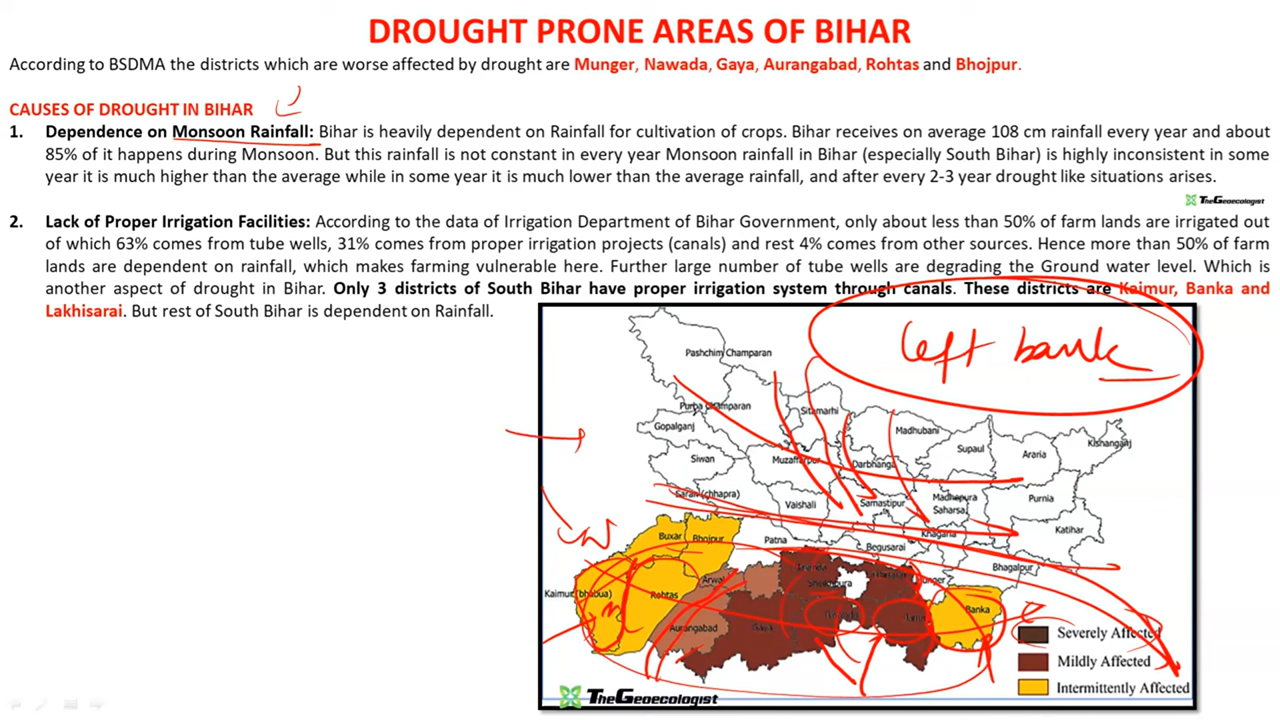 DROUGHT PRONE AREAS OF BIHAR
According to BSDMA the districts which are worse affected by drought are Munger, Nawada, Gaya, Aurangabad, Rohtas and Bhojpur.
CAUSES OF DROUGHT IN BIHAR
1. Dependence on Monsoon Rainfall: Bihar is heavily dependent on Rainfall for cultivation of crops. Bihar receives on average 108 cm rainfall every year and about
85% of it happens during Monsoon. But this rainfall is not constant in every year Monsoon rainfall in Bihar (especially South Bihar) is highly inconsistent in some
year it is much higher than the average while in some year it is much lower than the average rainfall, and after every 2-3 year drought like situations arises.
THEGEOECOLOGIST
2. Lack of Proper Irrigation Facilities: According to the data of Irrigation Department of Bihar Government, only about less than 50% of farm lands are irrigated out
of which 63% comes from tube wells, 31% comes from proper irrigation projects (canals) and rest 4% comes from other sources. Hence more than 50% of farm
lands are dependent on rainfall, which makes farming vulnerable here. Further large number of tube wells are degrading the Ground water level. Which is
another aspect of drought in Bihar. Only 3 districts of South Bihar have proper irrigation system through canals. These districts are Kaimur, Banka and
Lakhisarai. But rest of South Bihar is dependent on Rainfall.
left bank
Pashchim Champaran
Purba Champaran
Sitamarhi
Gopalganj
Madhubani
Kishanganj
Supaul
Araria
Siwan
Muzaffarpur
Darbhanga
Saran (chhapra)
Vaishali
Samastipur
Madhepura
Saharsa
Purnia
Khagaria
Katihar
Buxar
Bhojpur
Patna
Begusarai
Bhagalpur
Arwal
Sheikhpura
Munger
Kaimur (bhabua)
Rohtas
Banka
Aurangabad
Severely Affected
Mildly Affected
Intermittently Affected
THEGEOECOLOGIST